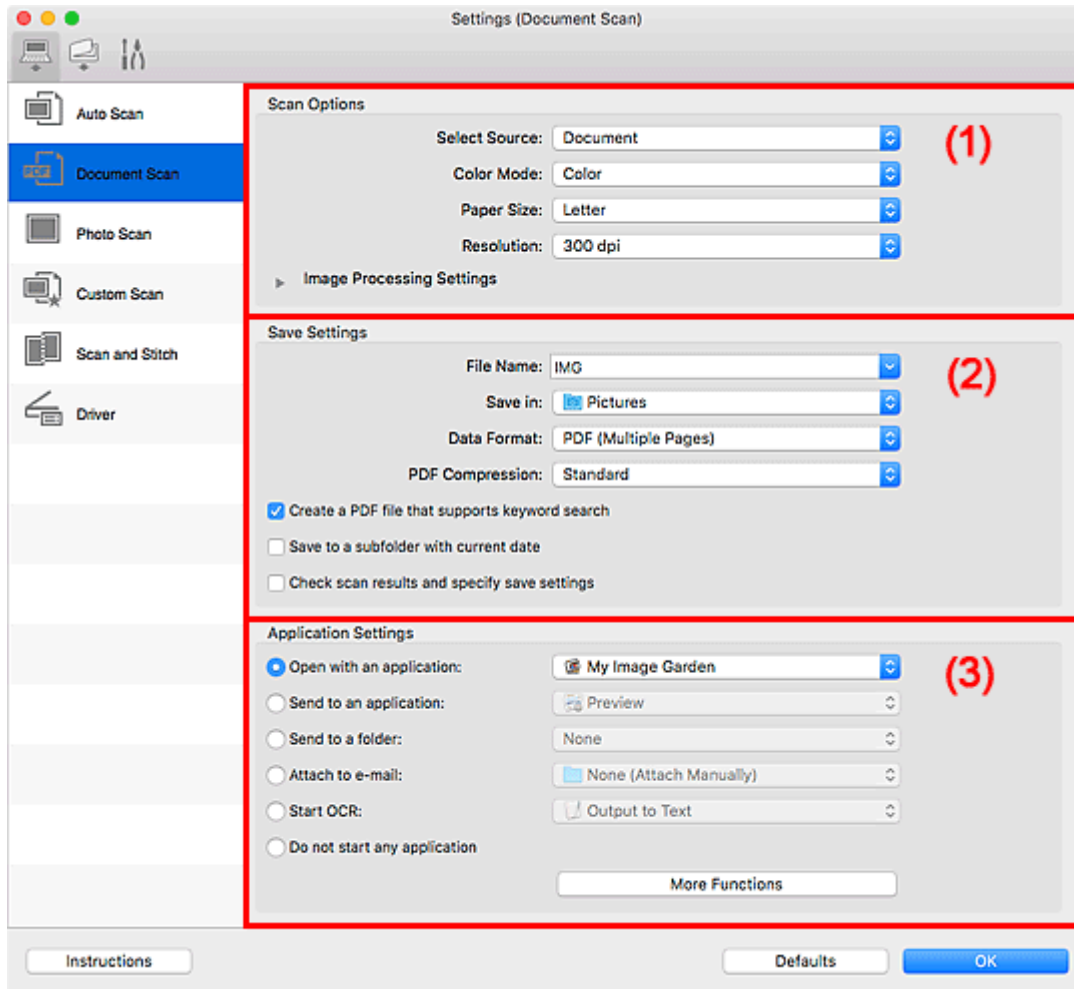 Settings (Document Scan)
Auto Scan
PDF
Document Scan
Photo Scan
Custom Scan
Scan and Stitch
Driver
Scan Options
(1)
Select Source: Document
Color Mode: Color
Paper Size: Letter
Resolution: 300 dpi
Image Processing Settings
Save Settings
(2)
File Name: IMG
Save in: Pictures
Data Format: PDF (Multiple Pages)
PDF Compression: Standard
Create a PDF file that supports keyword search
Save to a subfolder with current date
Check scan results and specify save settings
Application Settings
(3)
Open with an application: My Image Garden
Send to an application: Preview
Send to a folder: None
Attach to e-mail: None (Attach Manually)
Start OCR: Output to Text
Do not start any application
More Functions
Instructions Defaults OK